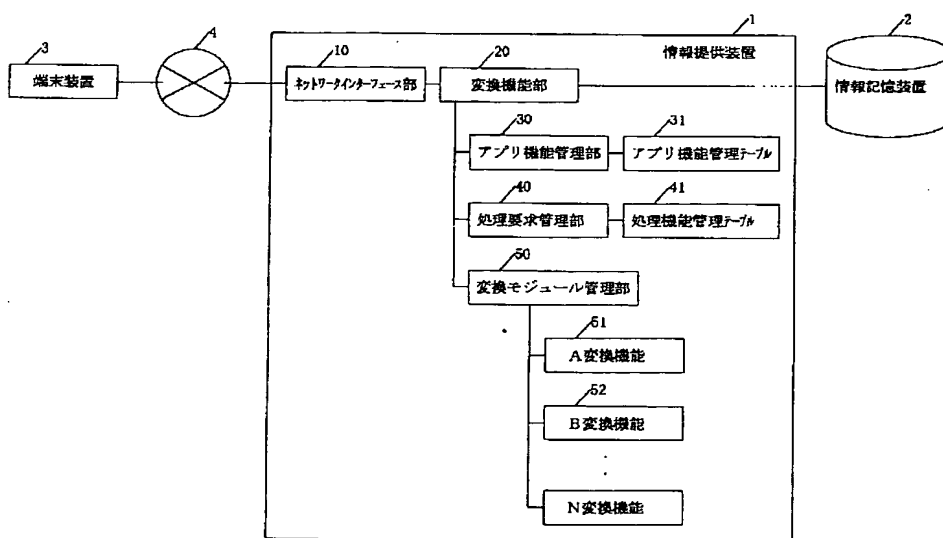 1
2
3
4
10
20
情報提供装置
端末装置
ネットワークインターフェース部
変換機能部
情報記憶装置
30
31
アプリ機能管理部
アプリ機能管理テーブル
40
41
処理要求管理部
処理機能管理テーブル
50
変換モジュール管理部
51
A変換機能
52
B変換機能
N変換機能